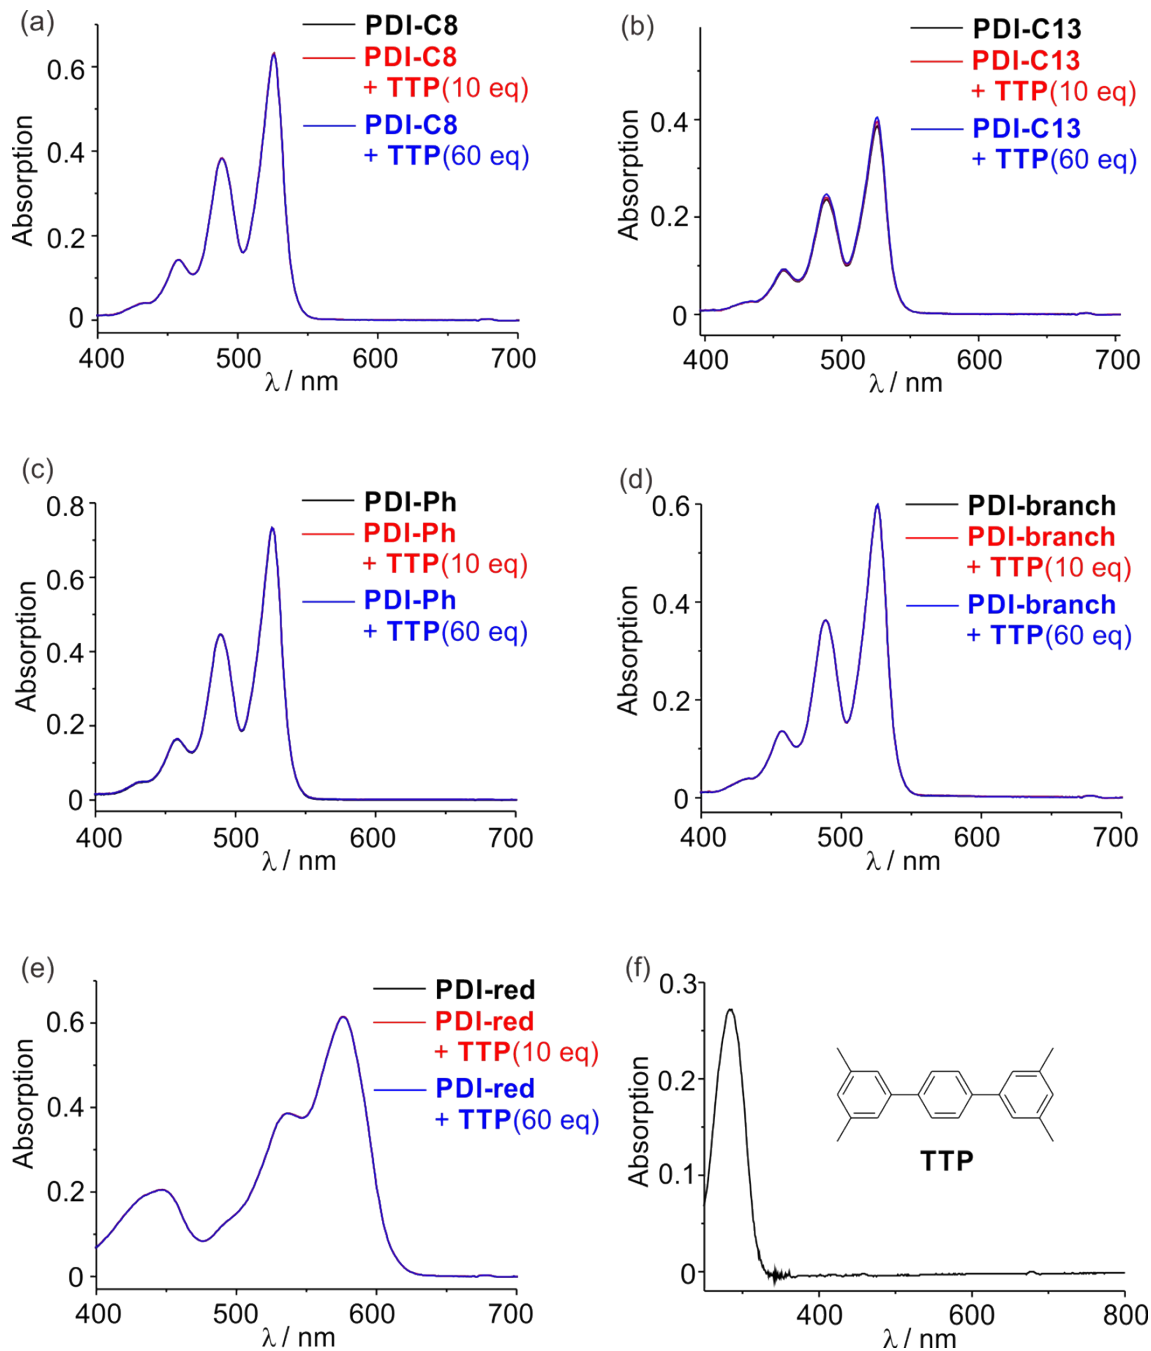 (a)
PDI-C8
PDI-C8
+ TTP(10 eq)
PDI-C8
+ TTP(60 eq)
Absorption
0.6
0.4
0.2
0
400 500 600 700
λ / nm
(b)
PDI-C13
PDI-C13
+ TTP(10 eq)
PDI-C13
+ TTP(60 eq)
Absorption
0.4
0.2
0
400 500 600 700
λ / nm
(c)
PDI-Ph
PDI-Ph
+ TTP(10 eq)
PDI-Ph
+ TTP(60 eq)
Absorption
0.8
0.6
0.4
0.2
0
400 500 600 700
λ / nm
(d)
PDI-branch
PDI-branch
+ TTP(10 eq)
PDI-branch
+ TTP(60 eq)
Absorption
0.6
0.4
0.2
0
400 500 600 700
λ / nm
(e)
PDI-red
PDI-red
+ TTP(10 eq)
PDI-red
+ TTP(60 eq)
Absorption
0.6
0.4
0.2
0
400 500 600 700
λ / nm
(f)
TTP
Absorption
0.3
0.2
0.1
0
400 600 800
λ / nm